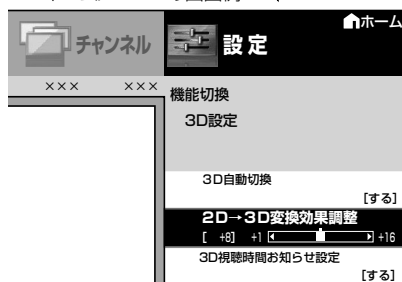 チャンネル
設定
ホーム
××× ×××
機能切換
3D設定
3D自動切換
[する]
2D→3D変換効果調整
[ +8] +1 +16
3D視聴時間お知らせ設定
[する]